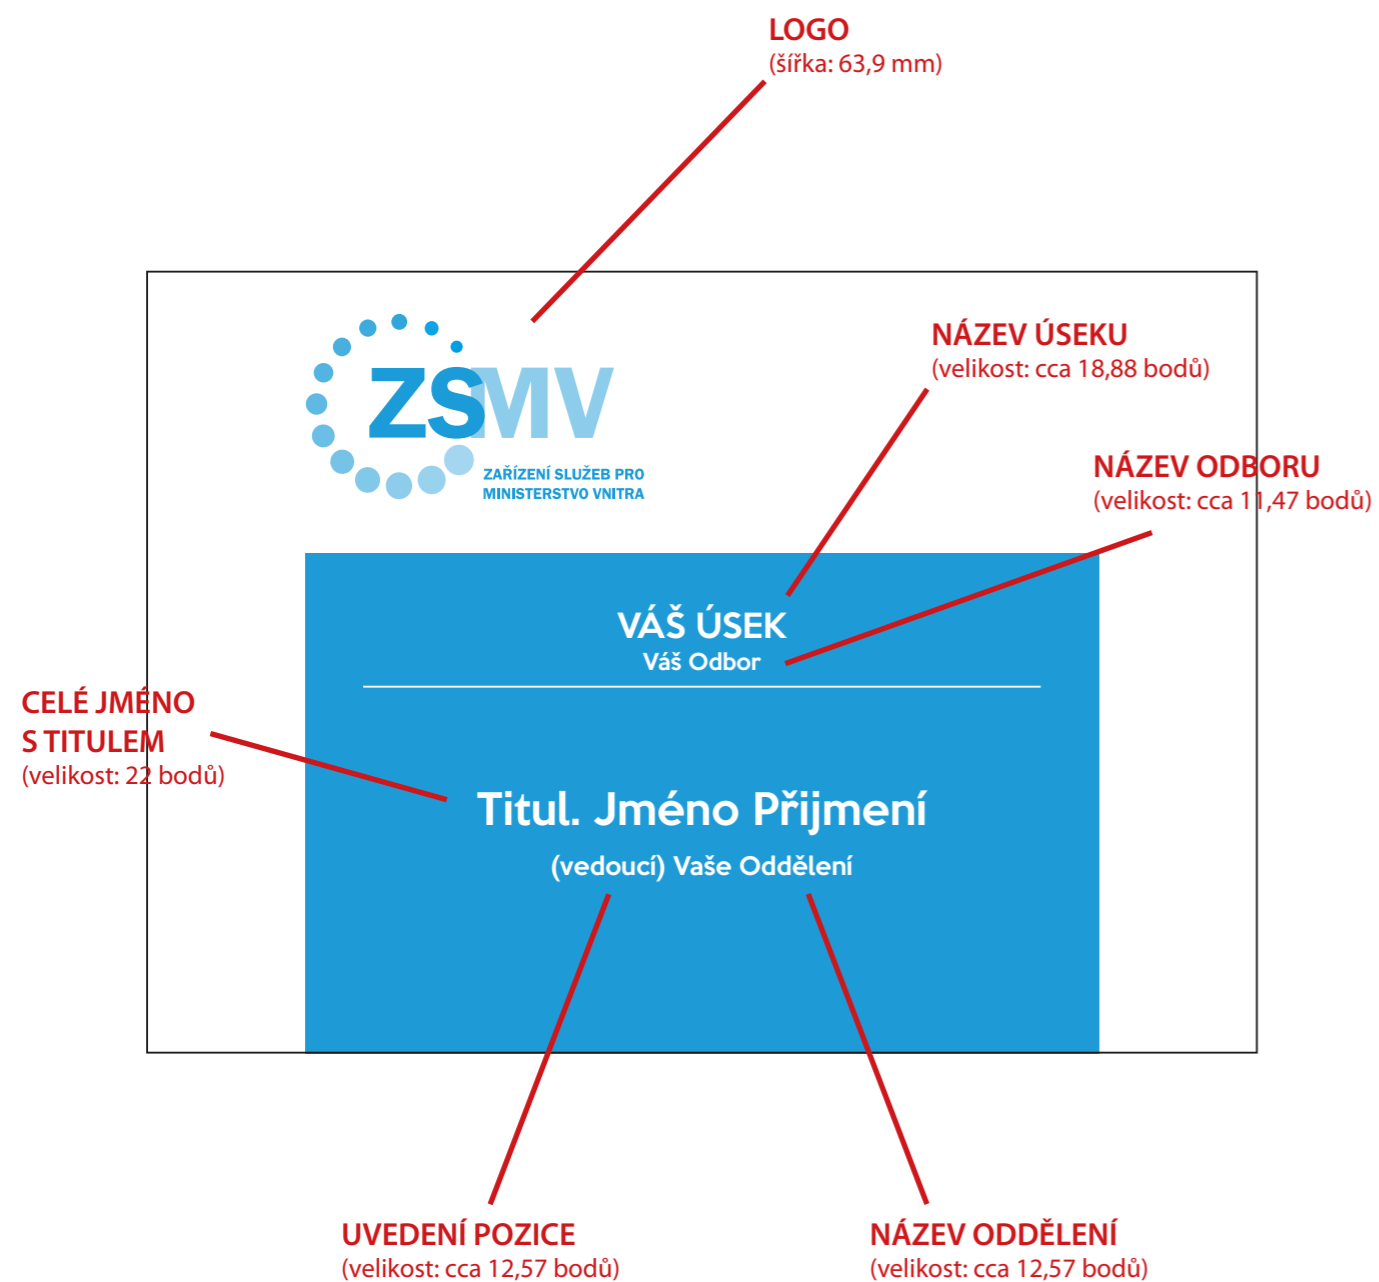 LOGO
(šířka: 63,9 mm)
NÁZEV ÚSEKU
(velikost: cca 18,88 bodů)
ZSMV
ZAŘÍZENÍ SLUŽEB PRO
MINISTERSTVO VNITRA
NÁZEV ODBORU
(velikost: cca 11,47 bodů)
VÁŠ ÚSEK
Váš Odbor
CELÉ JMÉNO
S TITULEM
(velikost: 22 bodů)
Titul. Jméno Přijmení
(vedoucí) Vaše Oddělení
UVEDENÍ POZICE
(velikost: cca 12,57 bodů)
NÁZEV ODDĚLENÍ
(velikost: cca 12,57 bodů)